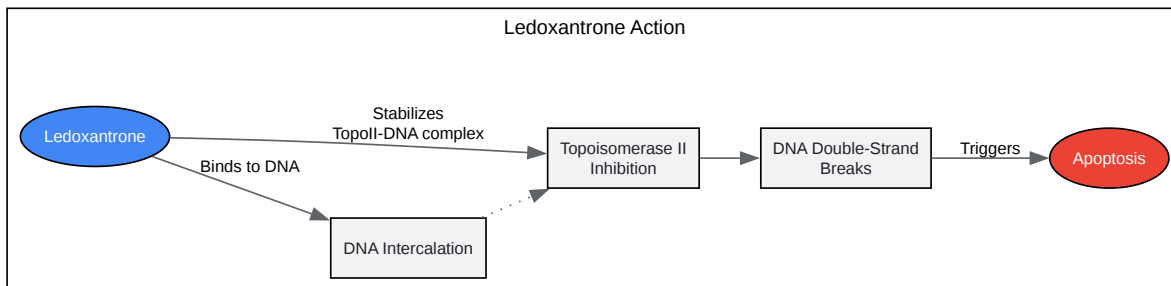 Ledoxantrone Action
Ledoxantrone
Stabilizes
TopoII-DNA complex
Binds to DNA
DNA Intercalation
Topoisomerase II
Inhibition
DNA Double-Strand
Breaks
Triggers
Apoptosis